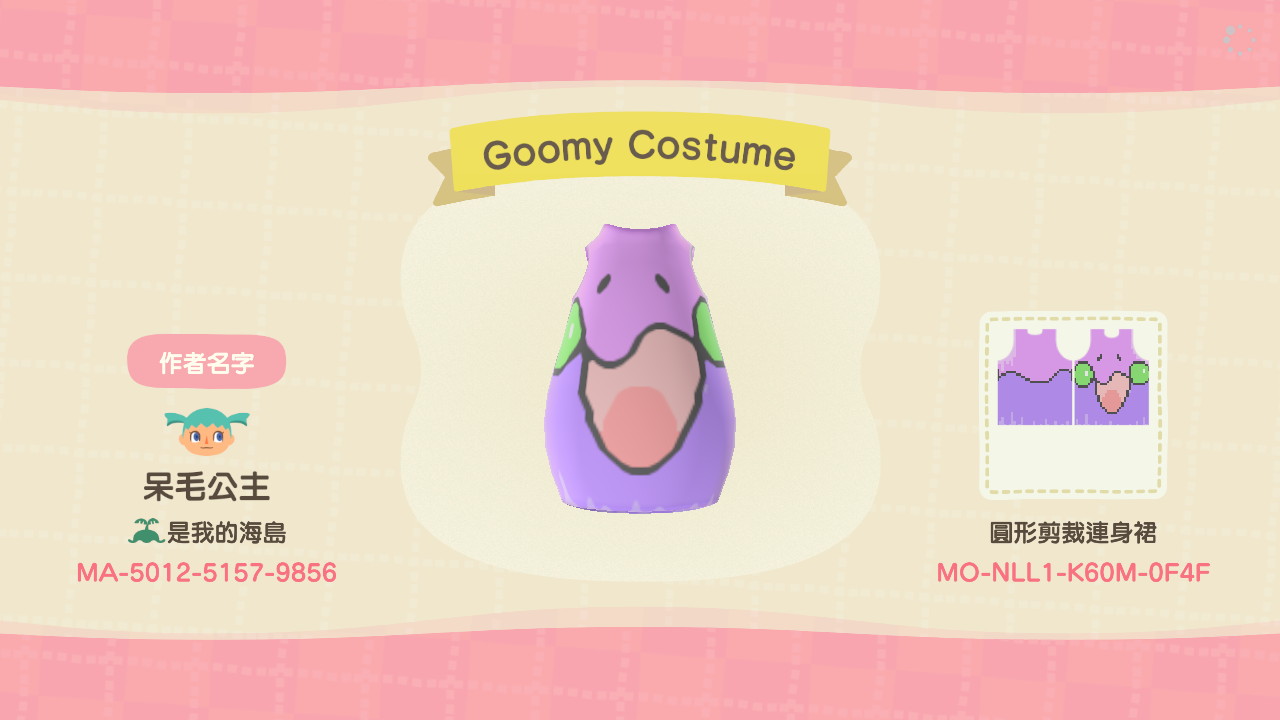 Goomy Costume
作者名字
呆毛公主
是我的海島
MA-5012-5157-9856
圓形剪裁連身裙
MO-NLL1-K60M-0F4F